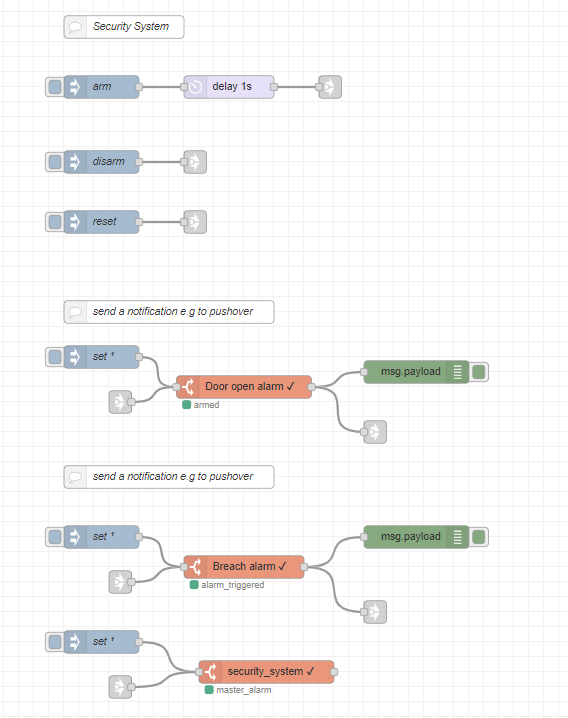 Security System
arm
delay 1s
disarm
reset
send a notification e.g to pushover
set ¹
msg.payload
Door open alarm ✓
armed
send a notification e.g to pushover
set ¹
msg.payload
Breach alarm ✓
alarm_triggered
set ¹
security_system ✓
master_alarm